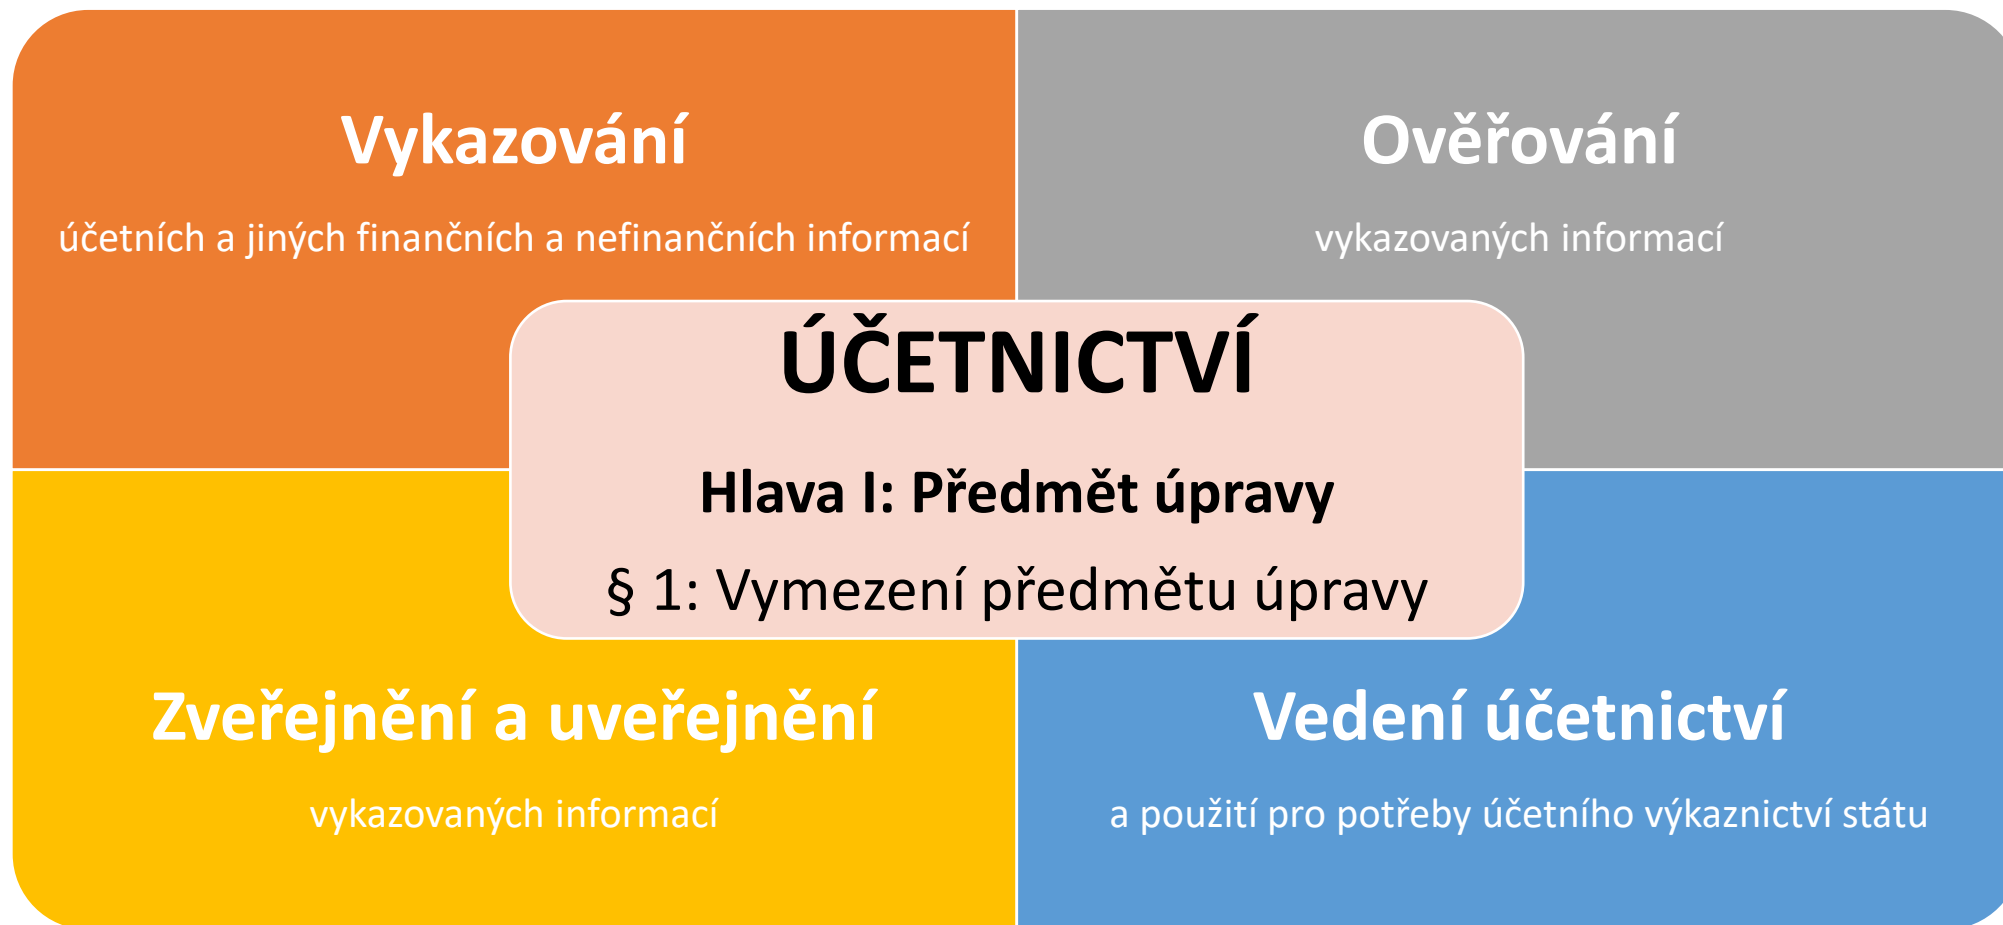 Vykazování
účetních a jiných finančních a nefinančních informací
Ověřování
vykazovaných informací
ÚČETNICTVÍ
Hlava I: Předmět úpravy
§ 1: Vymezení předmětu úpravy
Zveřejnění a uveřejnění
vykazovaných informací
Vedení účetnictví
a použití pro potřeby účetního výkaznictví státu